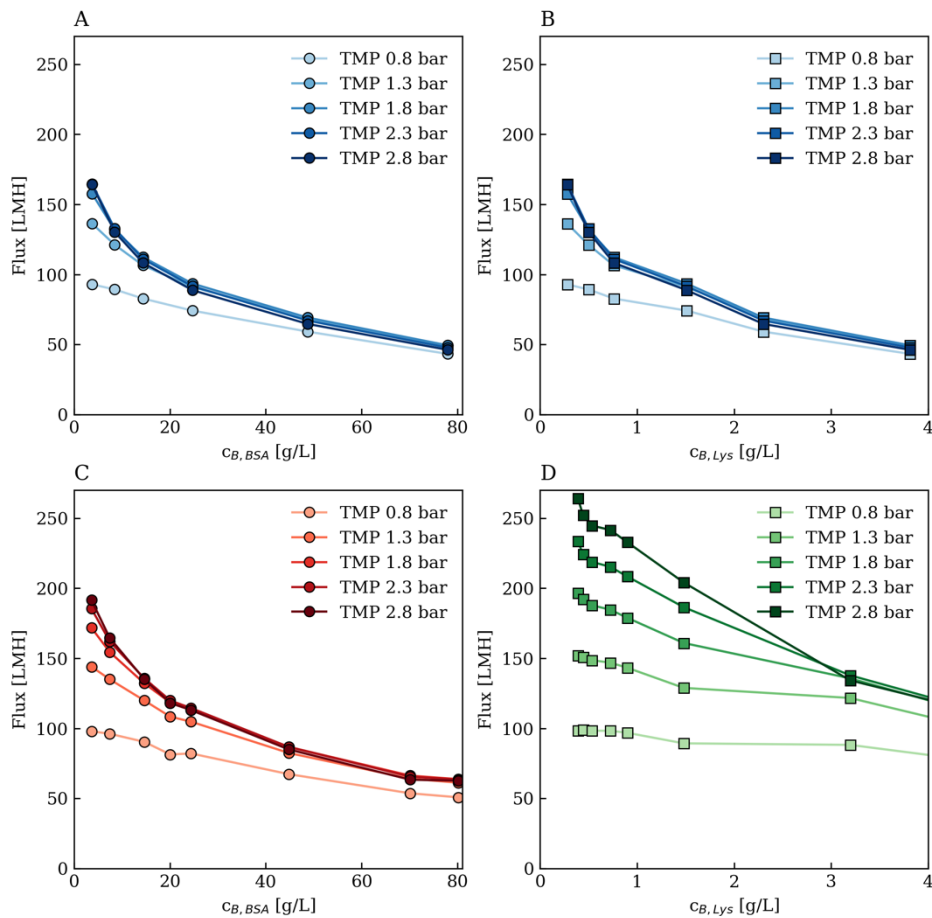 A
250
200
150
100
50
0
Flux [LMH]
TMP 0.8 bar
TMP 1.3 bar
TMP 1.8 bar
TMP 2.3 bar
TMP 2.8 bar
0 20 40 60 80
c_B,BSA [g/L]
B
250
200
150
100
50
0
Flux [LMH]
TMP 0.8 bar
TMP 1.3 bar
TMP 1.8 bar
TMP 2.3 bar
TMP 2.8 bar
0 1 2 3 4
c_B,Lys [g/L]
C
250
200
150
100
50
0
Flux [LMH]
TMP 0.8 bar
TMP 1.3 bar
TMP 1.8 bar
TMP 2.3 bar
TMP 2.8 bar
0 20 40 60 80
c_B,BSA [g/L]
D
250
200
150
100
50
0
Flux [LMH]
TMP 0.8 bar
TMP 1.3 bar
TMP 1.8 bar
TMP 2.3 bar
TMP 2.8 bar
0 1 2 3 4
c_B,Lys [g/L]